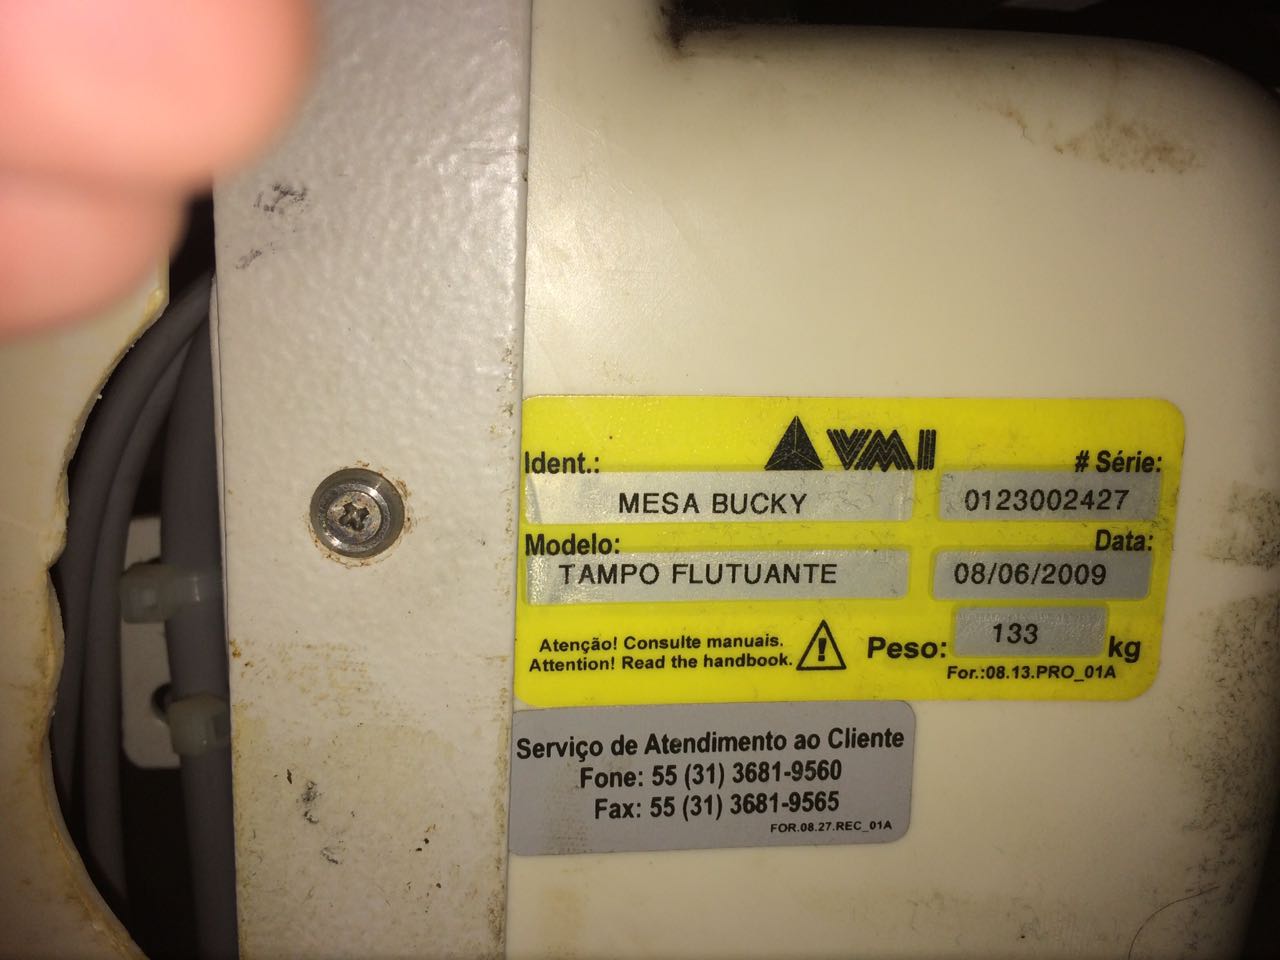 VMI
Ident.: # Série:
MESA BUCKY 0123002427
Modelo: Data:
TAMPO FLUTUANTE 08/06/2009
Atenção! Consulte manuais.
Attention! Read the handbook.
Peso: 133 kg
For.:08.13.PRO_01A
Serviço de Atendimento ao Cliente
Fone: 55 (31) 3681-9560
Fax: 55 (31) 3681-9565
FOR.08.27.REC_01A